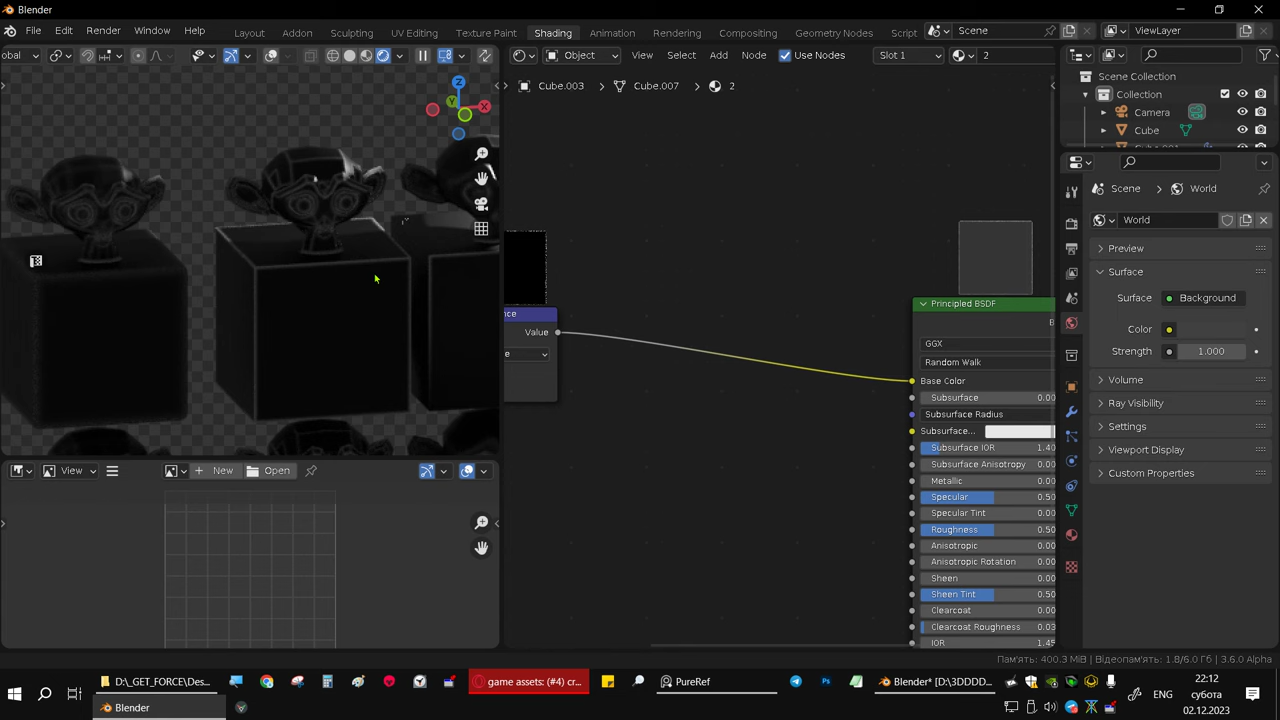 Blender
File Edit Render Window Help Layout Addon Sculpting UV Editing Texture Paint Shading Animation Rendering Compositing Geometry Nodes Script Scene ViewLayer
obal Object View Select Add Node Use Nodes Slot 1 2
Cube.003 > Cube.007 > 2
Scene Collection
Collection
Camera
Cube
Scene > World
World
Preview
Surface
Surface Background
Color
Strength 1.000
Volume
Ray Visibility
Settings
Viewport Display
Custom Properties
Z
Y
X
nce
Value
e
Principled BSDF
B
GGX
Random Walk
Base Color
Subsurface 0.00
Subsurface Radius
Subsurface...
Subsurface IOR 1.40
Subsurface Anisotropy 0.00
Metallic 0.00
Specular 0.50
Specular Tint 0.00
Roughness 0.50
Anisotropic 0.00
Anisotropic Rotation 0.00
Sheen 0.00
Sheen Tint 0.50
Clearcoat 0.00
Clearcoat Roughness 0.03
IOR 1.45
View New Open
Пам'ять: 400.3 MiB | Відеопам'ять: 1.8/6.0 Гб | 3.6.0 Alpha
D:\_GET_FORCE\Des... game assets: (#4) cr... PureRef Blender* [D:\3DDDD...
Blender
ENG
22:12
субота
02.12.2023